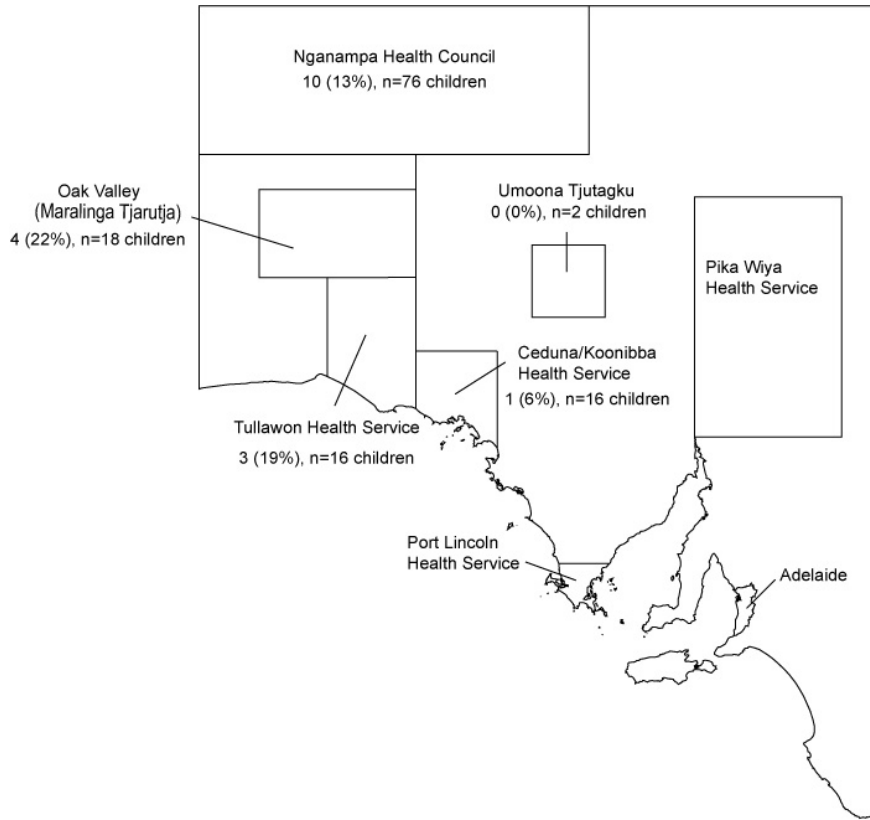 Nganampa Health Council
10 (13%), n=76 children
Oak Valley
(Maralinga Tjarutja)
4 (22%), n=18 children
Umoona Tjutagku
0 (0%), n=2 children
Pika Wiya
Health Service
Ceduna/Koonibba
Health Service
1 (6%), n=16 children
Tullawon Health Service
3 (19%), n=16 children
Port Lincoln
Health Service
Adelaide